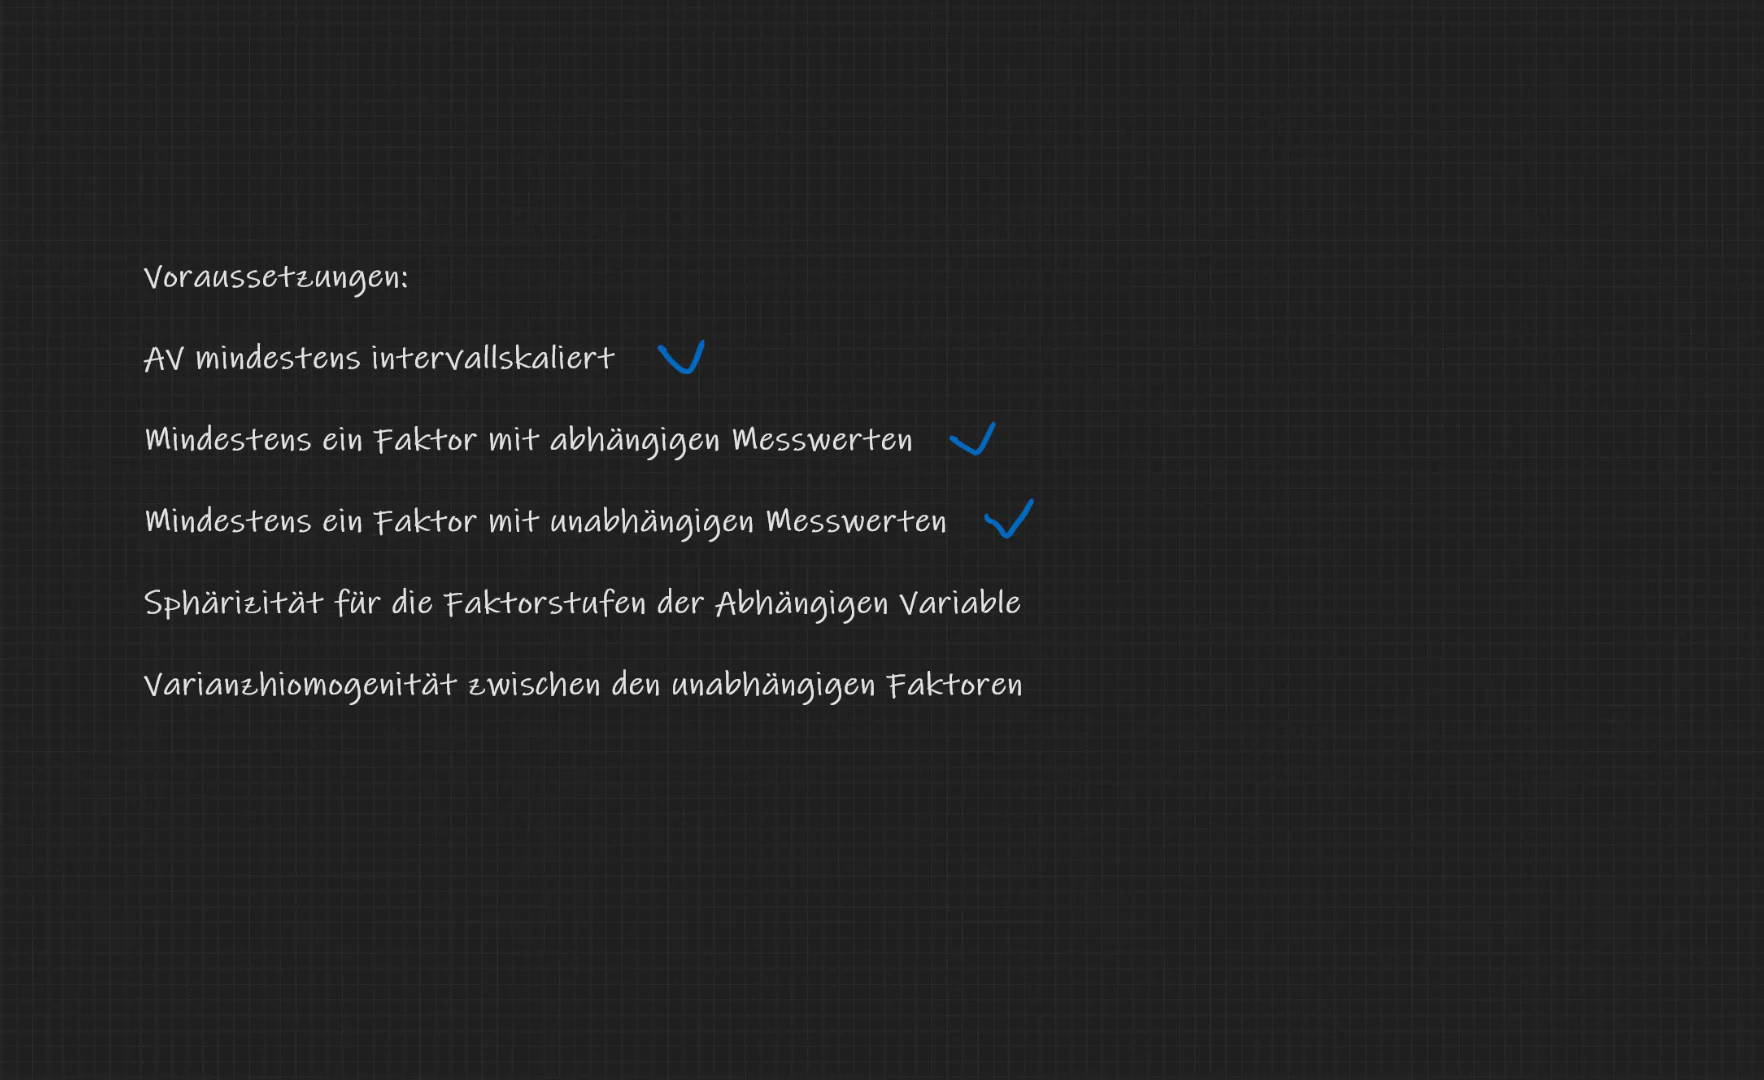 Voraussetzungen:
AV mindestens intervallskaliert
Mindestens ein Faktor mit abhängigen Messwerten
Mindestens ein Faktor mit unabhängigen Messwerten
Sphärizität für die Faktorstufen der Abhängigen Variable
Varianzhiomogenität zwischen den unabhängigen Faktoren